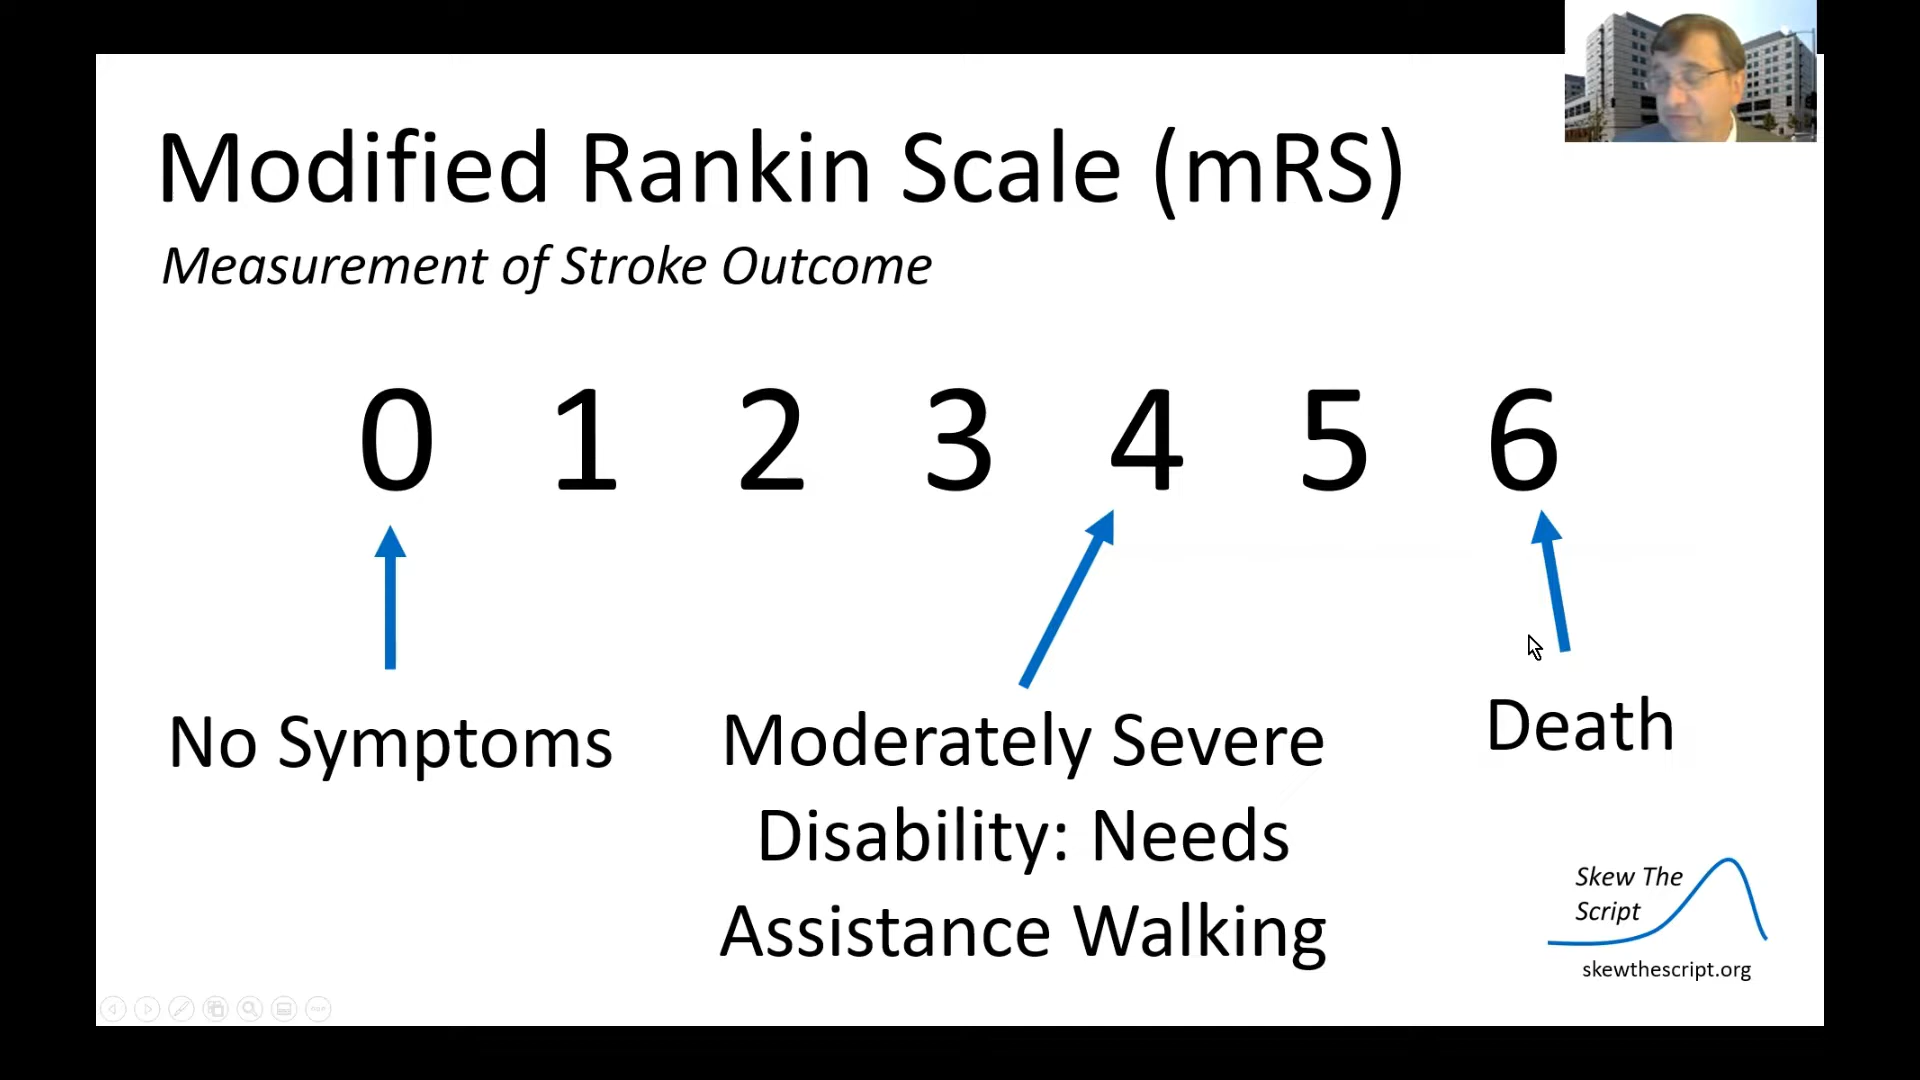 Modified Rankin Scale (mRS)
Measurement of Stroke Outcome
0 1 2 3 4 5 6
No Symptoms
Moderately Severe
Disability: Needs
Assistance Walking
Death
Skew The
Script
skewthescript.org